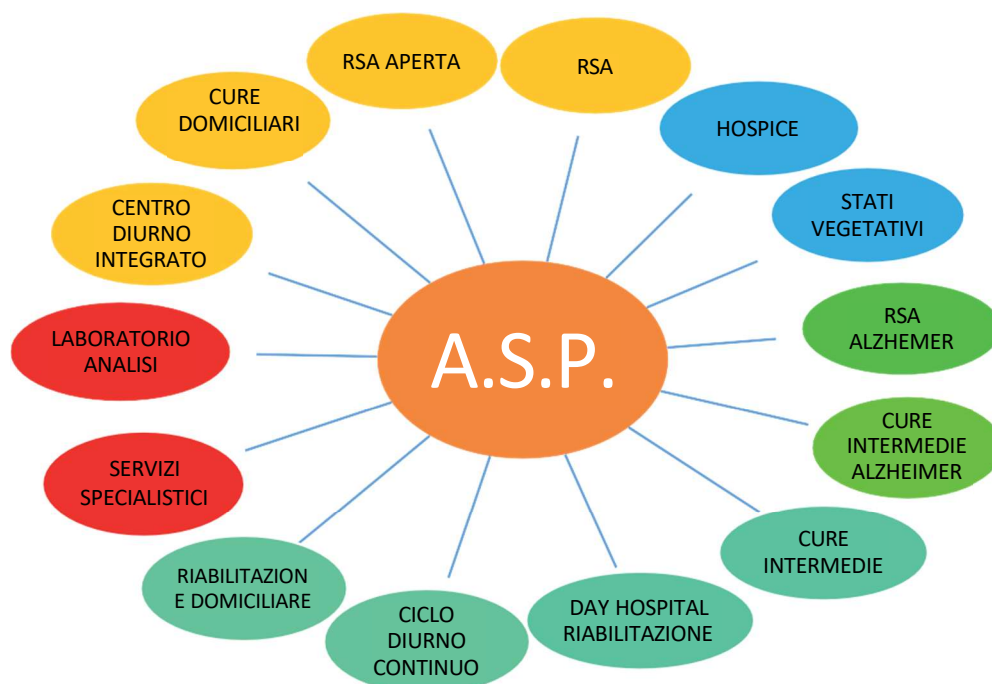 RSA APERTA
RSA
CURE
DOMICILIARI
HOSPICE
CENTRO
DIURNO
INTEGRATO
STATI
VEGETATIVI
LABORATORIO
ANALISI
A.S.P.
RSA
ALZHEMER
SERVIZI
SPECIALISTICI
CURE
INTERMEDIE
ALZHEIMER
RIABILITAZION
E DOMICILIARE
CICLO
DIURNO
CONTINUO
DAY HOSPITAL
RIABILITAZIONE
CURE
INTERMEDIE